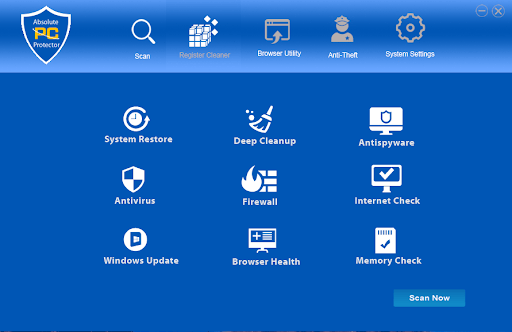 Absolute
PC
Protector
Scan
Register Cleaner
Browser Utility
Anti-Theft
System Settings
System Restore
Deep Cleanup
Antispyware
Antivirus
Firewall
Internet Check
Windows Update
Browser Health
Memory Check
Scan Now